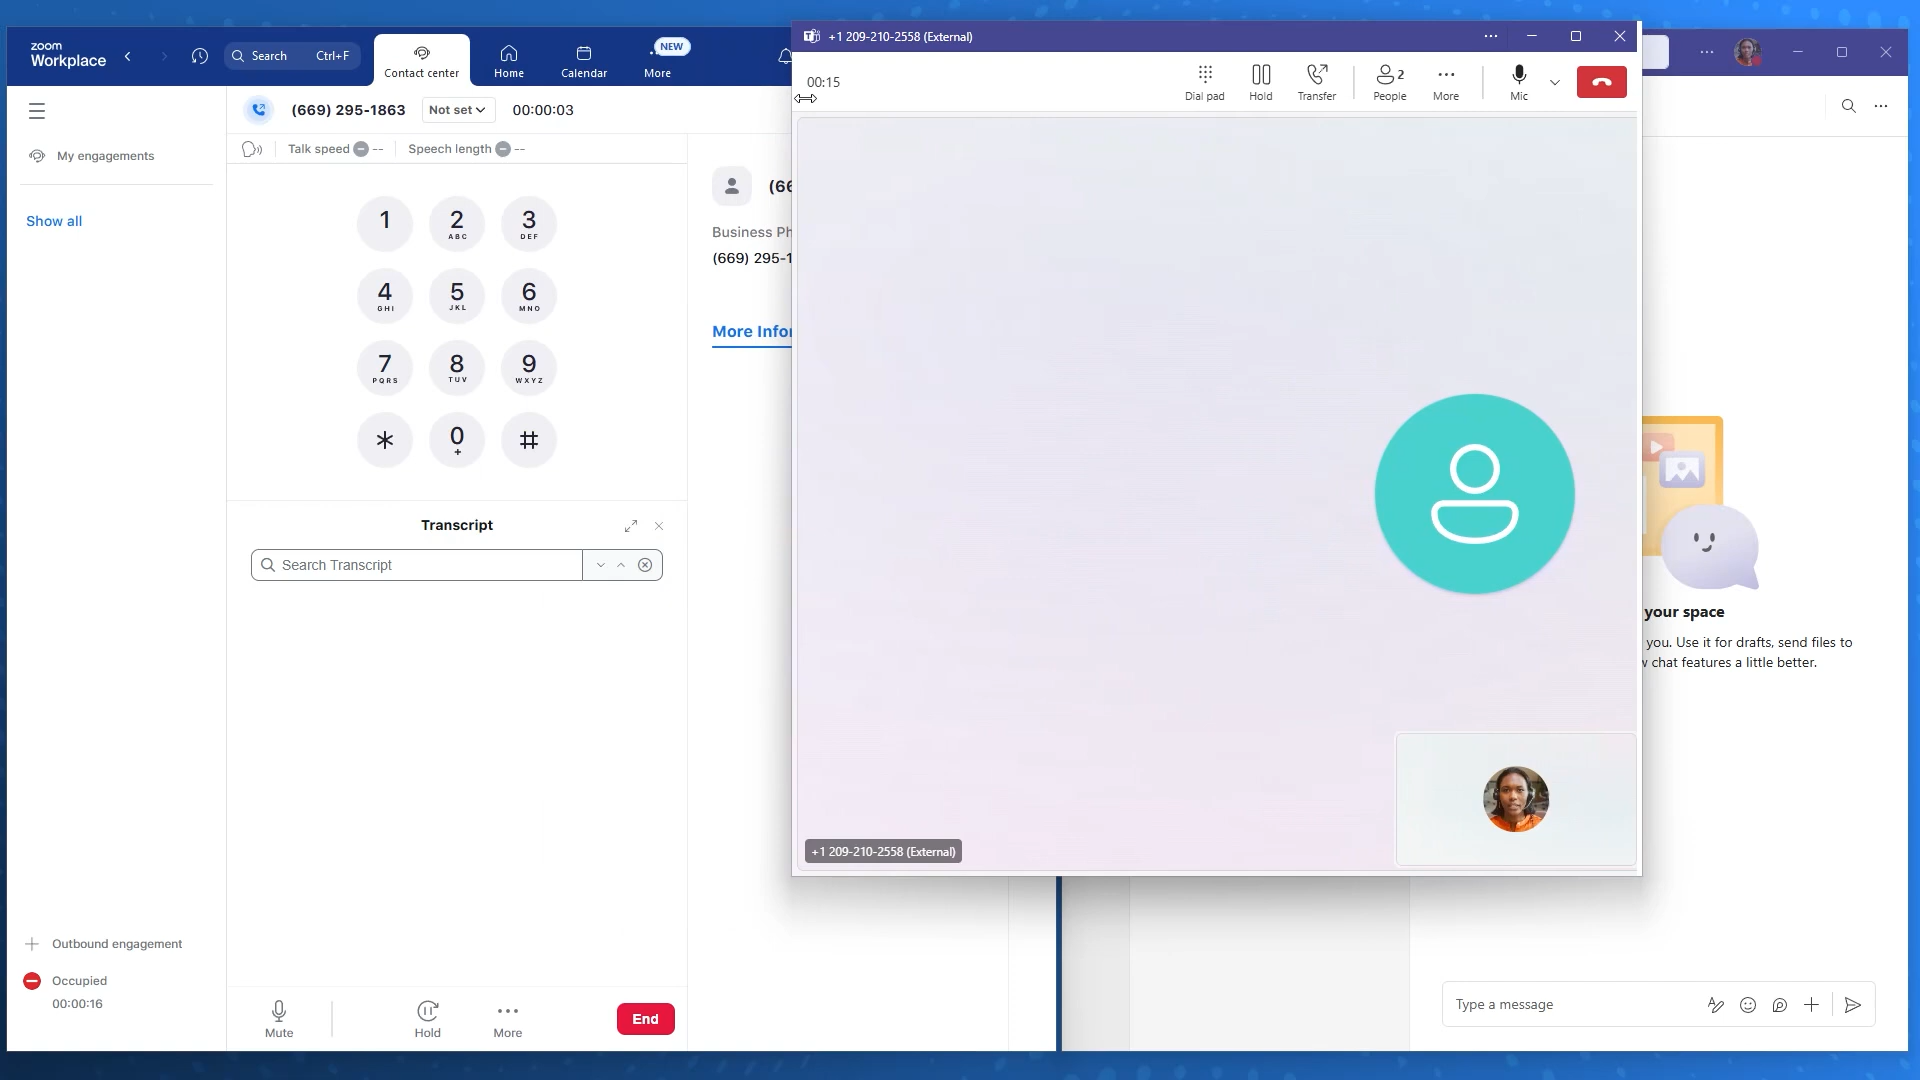 zoom
Workplace
Search
Ctrl+F
Contact center
Home
Calendar
NEW
More
+1 209-210-2558 (External)
00:15
Dial pad
Hold
Transfer
2
People
More
Mic
(669) 295-1863
Not set
00:00:03
My engagements
Talk speed
--
Speech length
--
Show all
1
2
ABC
3
DEF
4
GHI
5
JKL
6
MNO
7
PQRS
8
TUV
9
WXYZ
*
0
+
#
(66
Business Ph
(669) 295-1
More Infor
Transcript
Search Transcript
your space
you. Use it for drafts, send files to
w chat features a little better.
+1 209-210-2558 (External)
Outbound engagement
Occupied
00:00:16
Mute
Hold
More
End
Type a message